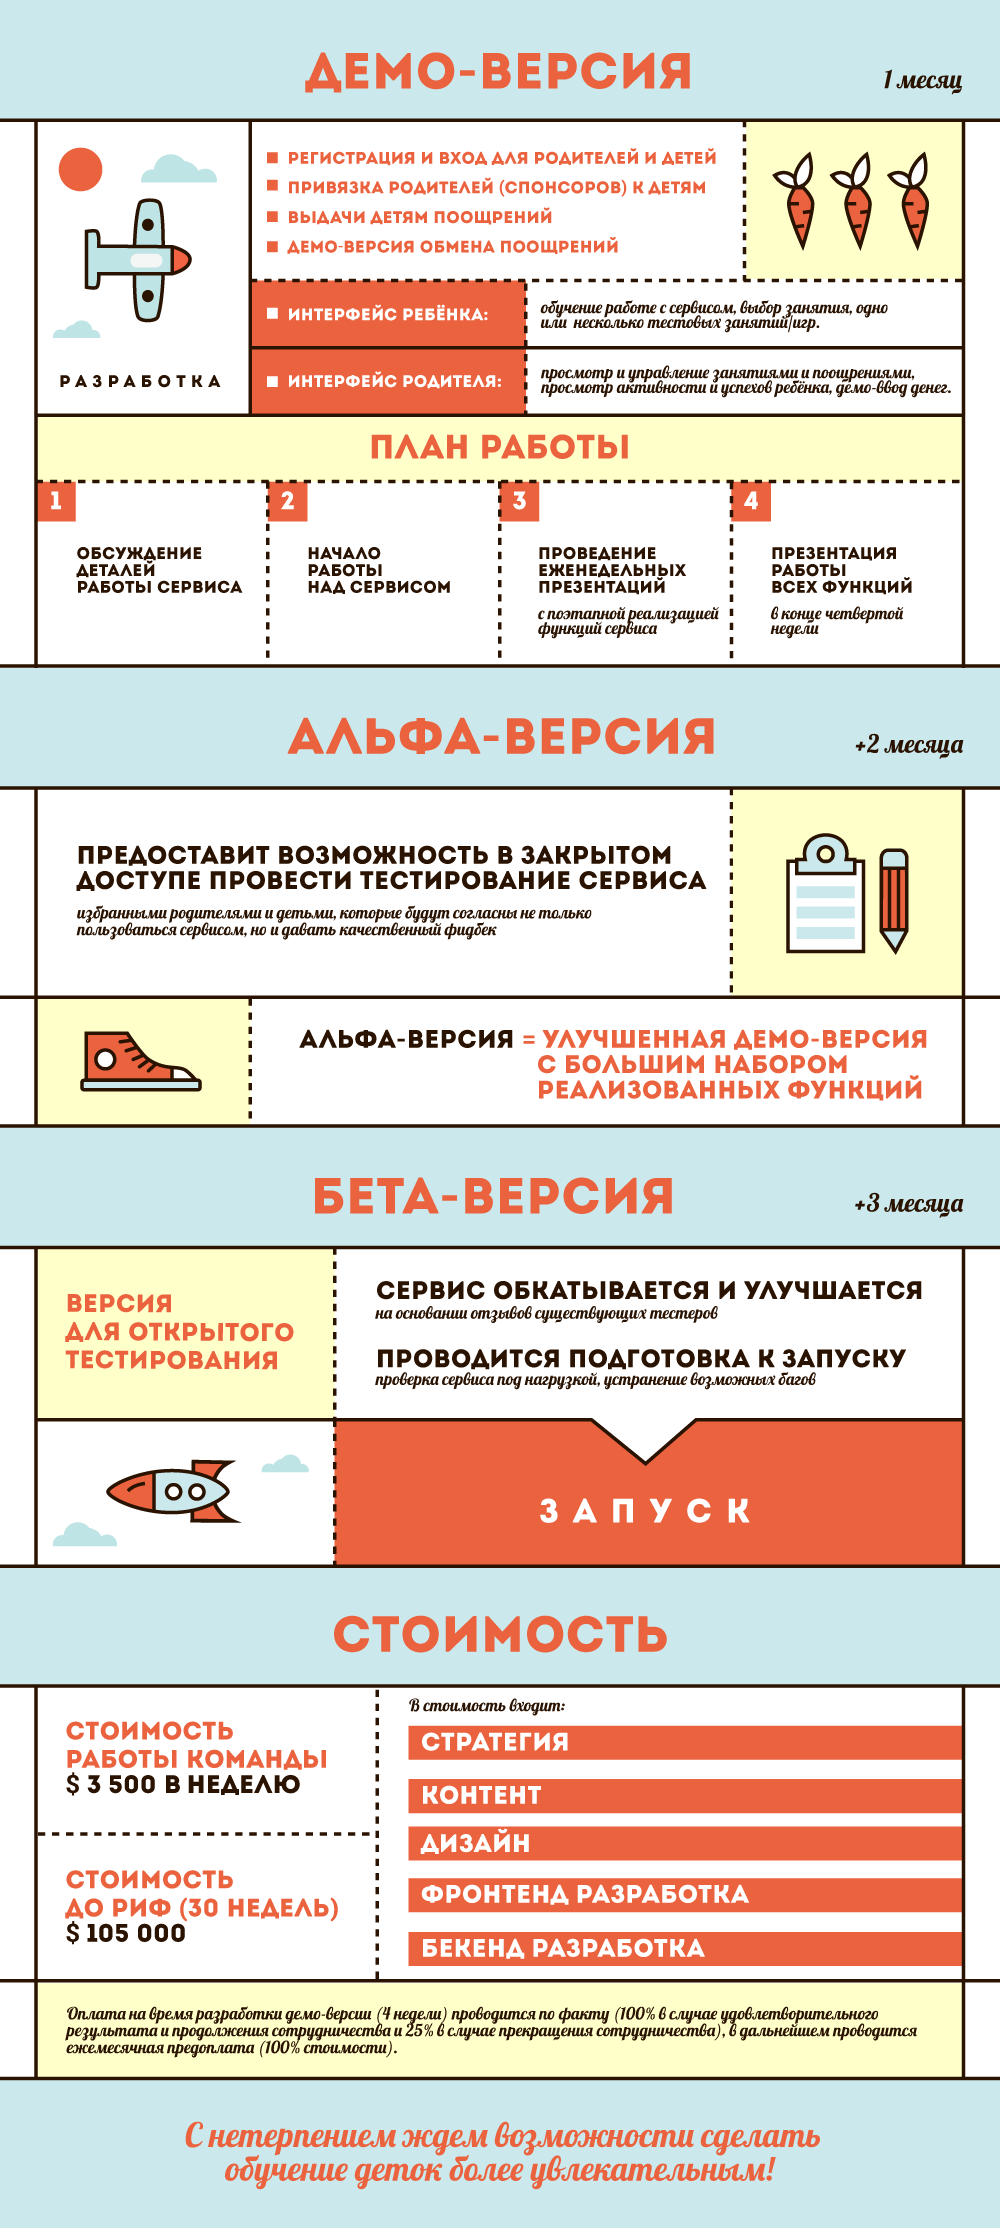 ДЕМО-ВЕРСИЯ
1 месяц
РЕГИСТРАЦИЯ И ВХОД ДЛЯ РОДИТЕЛЕЙ И ДЕТЕЙ
ПРИВЯЗКА РОДИТЕЛЕЙ (СПОНСОРОВ) К ДЕТЯМ
ВЫДАЧИ ДЕТЯМ ПООЩРЕНИЙ
ДЕМО-ВЕРСИЯ ОБМЕНА ПООЩРЕНИЙ
РАЗРАБОТКА
ИНТЕРФЕЙС РЕБЁНКА:
обучение работе с сервисом, выбор занятия, одно
или несколько тестовых занятий/игр.
ИНТЕРФЕЙС РОДИТЕЛЯ:
просмотр и управление занятиями и поощрениями,
просмотр активности и успехов ребёнка, демо-ввод денег.
ПЛАН РАБОТЫ
1
ОБСУЖДЕНИЕ
ДЕТАЛЕЙ
РАБОТЫ СЕРВИСА
2
НАЧАЛО
РАБОТЫ
НАД СЕРВИСОМ
3
ПРОВЕДЕНИЕ
ЕЖЕНЕДЕЛЬНЫХ
ПРЕЗЕНТАЦИЙ
с поэтапной реализацией
функций сервиса
4
ПРЕЗЕНТАЦИЯ
РАБОТЫ
ВСЕХ ФУНКЦИЙ
в конце четвертой
недели
АЛЬФА-ВЕРСИЯ
+2 месяца
ПРЕДОСТАВИТ ВОЗМОЖНОСТЬ В ЗАКРЫТОМ
ДОСТУПЕ ПРОВЕСТИ ТЕСТИРОВАНИЕ СЕРВИСА
избранными родителями и детьми, которые будут согласны не только
пользоваться сервисом, но и давать качественный фидбек
АЛЬФА-ВЕРСИЯ = УЛУЧШЕННАЯ ДЕМО-ВЕРСИЯ
С БОЛЬШИМ НАБОРОМ
РЕАЛИЗОВАННЫХ ФУНКЦИЙ
БЕТА-ВЕРСИЯ
+3 месяца
ВЕРСИЯ
ДЛЯ ОТКРЫТОГО
ТЕСТИРОВАНИЯ
СЕРВИС ОБКАТЫВАЕТСЯ И УЛУЧШАЕТСЯ
на основании отзывов существующих тестеров
ПРОВОДИТСЯ ПОДГОТОВКА К ЗАПУСКУ
проверка сервиса под нагрузкой, устранение возможных багов
ЗАПУСК
СТОИМОСТЬ
СТОИМОСТЬ
РАБОТЫ КОМАНДЫ
$ 3 500 В НЕДЕЛЮ
СТОИМОСТЬ
ДО РИФ (30 НЕДЕЛЬ)
$ 105 000
В стоимость входит:
СТРАТЕГИЯ
КОНТЕНТ
ДИЗАЙН
ФРОНТЕНД РАЗРАБОТКА
БЕКЕНД РАЗРАБОТКА
Оплата на время разработки демо-версии (4 недели) проводится по факту (100% в случае удовлетворительного
результата и продолжения сотрудничества и 25% в случае прекращения сотрудничества), в дальнейшем проводится
ежемесячная предоплата (100% стоимости).
С нетерпением ждем возможности сделать
обучение деток более увлекательным!